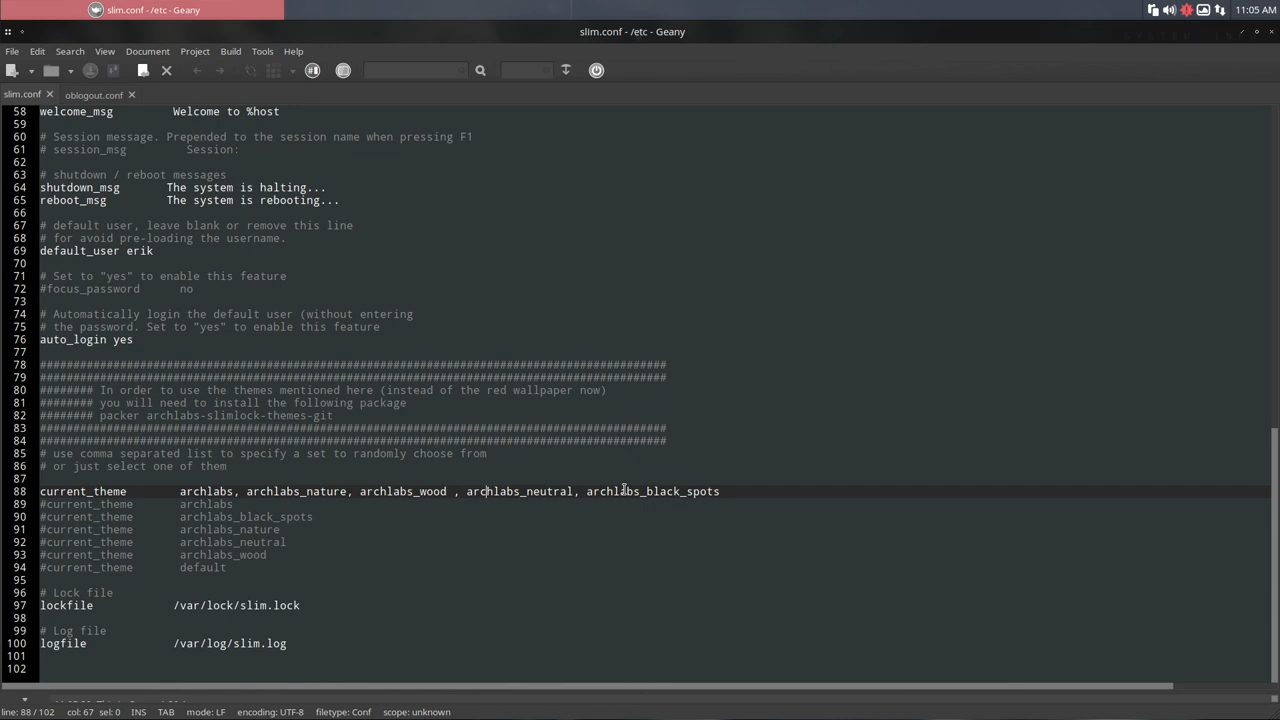 slim.conf - /etc - Geany
11:05 AM
slim.conf - /etc - Geany
File Edit Search View Document Project Build Tools Help
slim.conf oblogout.conf
58 welcome_msg Welcome to %host
59
60 # Session message. Prepended to the session name when pressing F1
61 # session_msg Session:
62
63 # shutdown / reboot messages
64 shutdown_msg The system is halting...
65 reboot_msg The system is rebooting...
66
67 # default user, leave blank or remove this line
68 # for avoid pre-loading the username.
69 default_user erik
70
71 # Set to "yes" to enable this feature
72 #focus_password no
73
74 # Automatically login the default user (without entering
75 # the password. Set to "yes" to enable this feature
76 auto_login yes
77
78 ##############################################################################################
79 ##############################################################################################
80 ######## In order to use the themes mentioned here (instead of the red wallpaper now)
81 ######## you will need to install the following package
82 ######## packer archlabs-slimlock-themes-git
83 ##############################################################################################
84 ##############################################################################################
85 # use comma separated list to specify a set to randomly choose from
86 # or just select one of them
87
88 current_theme archlabs, archlabs_nature, archlabs_wood , archlabs_neutral, archlabs_black_spots
89 #current_theme archlabs
90 #current_theme archlabs_black_spots
91 #current_theme archlabs_nature
92 #current_theme archlabs_neutral
93 #current_theme archlabs_wood
94 #current_theme default
95
96 # Lock file
97 lockfile /var/lock/slim.lock
98
99 # Log file
100 logfile /var/log/slim.log
101
102
line: 88 / 102 col: 67 sel: 0 INS TAB mode: LF encoding: UTF-8 filetype: Conf scope: unknown